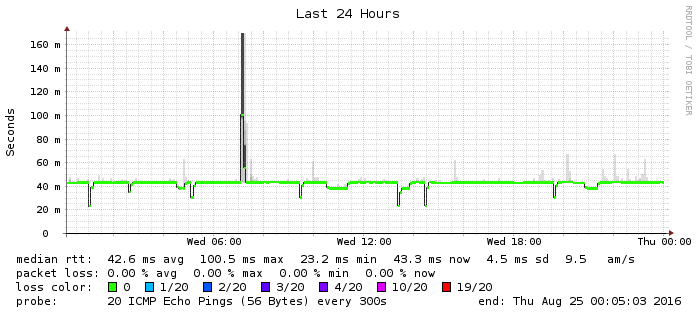 Last 24 Hours
RRDTOOL / TOBI OETIKER
Seconds
160 m
140 m
120 m
100 m
80 m
60 m
40 m
20 m
0
Wed 06:00 Wed 12:00 Wed 18:00 Thu 00:00
median rtt: 42.6 ms avg 100.5 ms max 23.2 ms min 43.3 ms now 4.5 ms sd 9.5 am/s
packet loss: 0.00 % avg 0.00 % max 0.00 % min 0.00 % now
loss color: 0 1/20 2/20 3/20 4/20 10/20 19/20
probe: 20 ICMP Echo Pings (56 Bytes) every 300s end: Thu Aug 25 00:05:03 2016